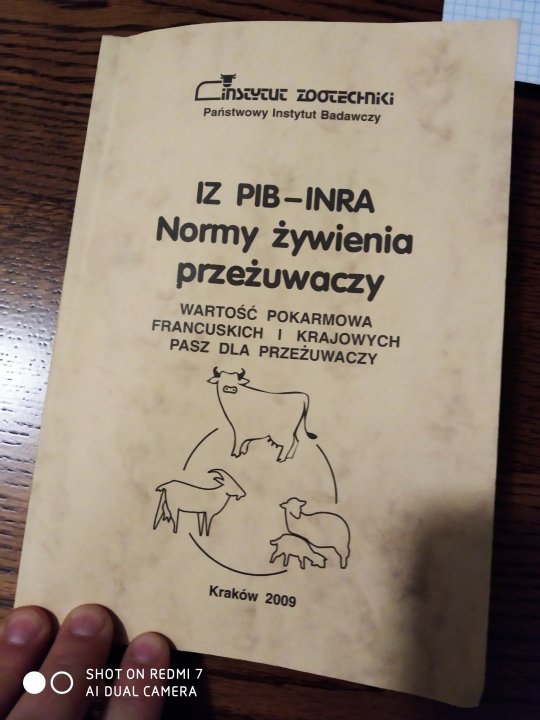 INSTYTUT ZOOTECHNIKI
Państwowy Instytut Badawczy
IZ PIB–INRA
Normy żywienia
przeżuwaczy
WARTOŚĆ POKARMOWA
FRANCUSKICH I KRAJOWYCH
PASZ DLA PRZEŻUWACZY
Kraków 2009
SHOT ON REDMI 7
AI DUAL CAMERA